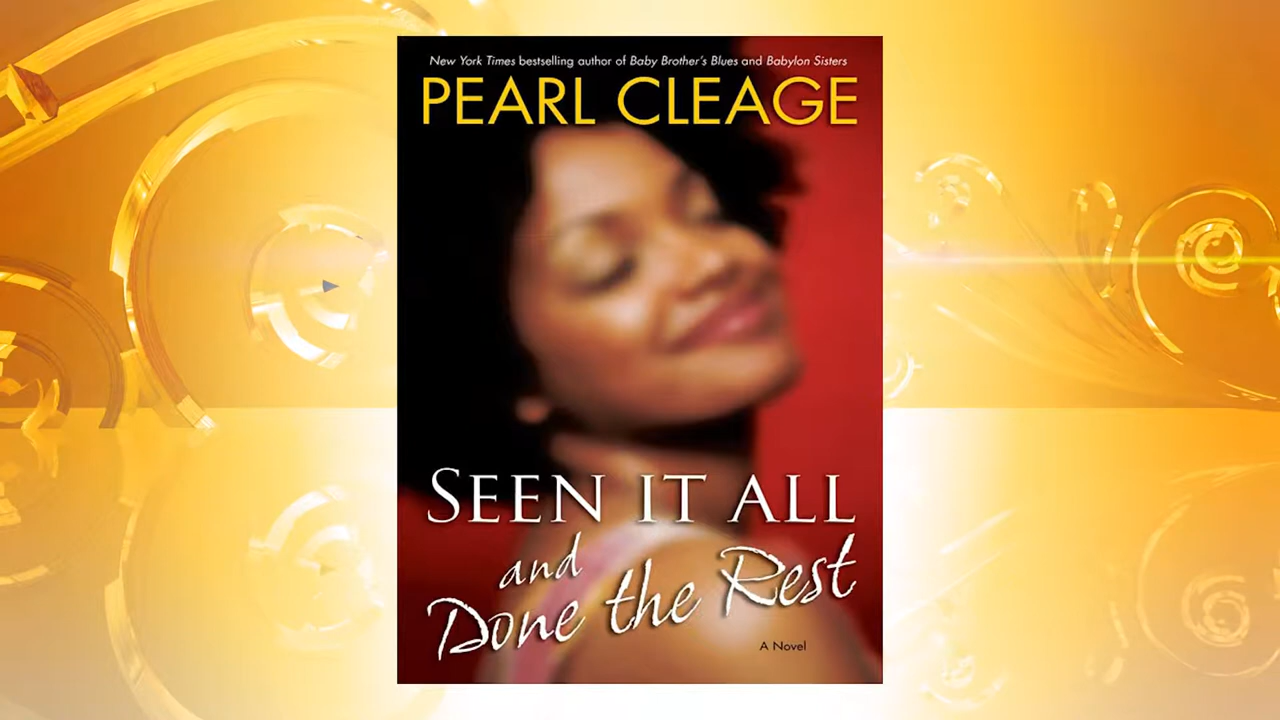 New York Times bestselling author of Baby Brother's Blues and Babylon Sisters
PEARL CLEAGE
SEEN IT ALL
and
Done the Rest
A Novel